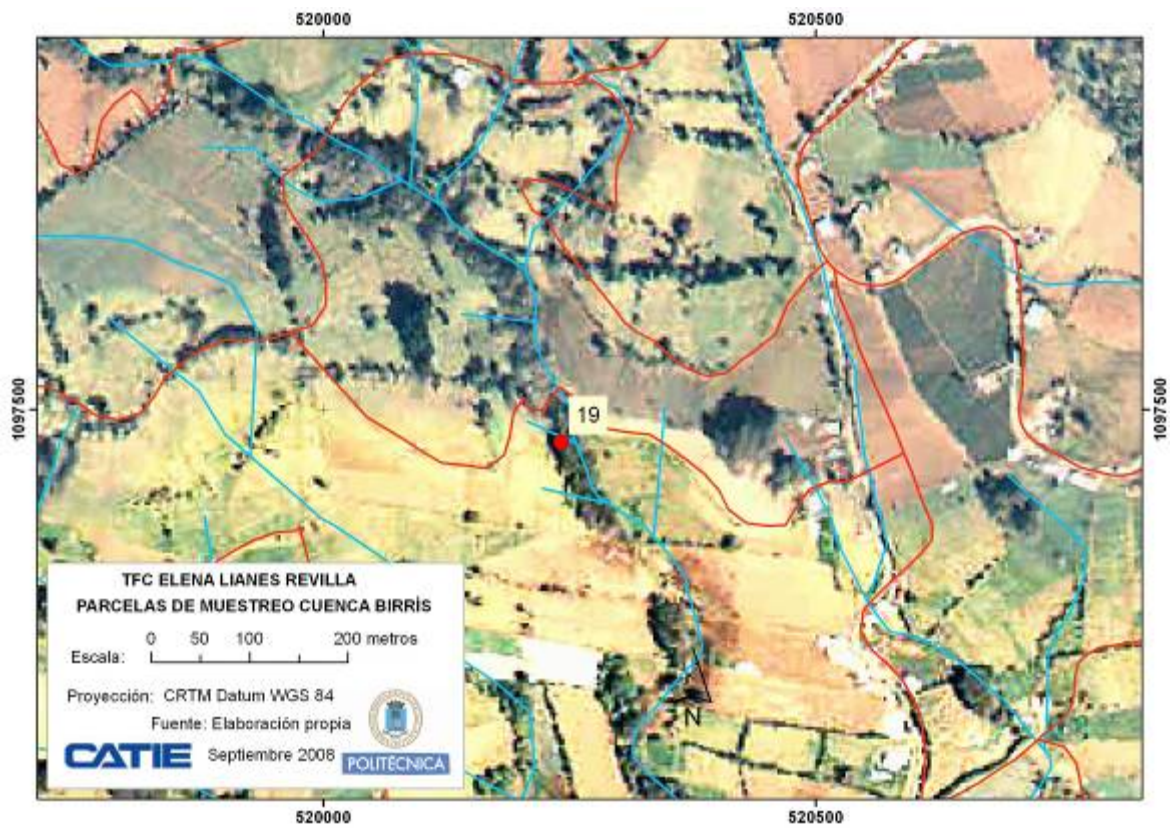 520000
520500
1097500
1097500
19
TFC ELENA LIANES REVILLA
PARCELAS DE MUESTREO CUENCA BIRRÍS
0 50 100 200 metros
Escala:
Proyección: CRTM Datum WGS 84
Fuente: Elaboración propia
CATIE
Septiembre 2008
POLITÉCNICA
N
520000
520500